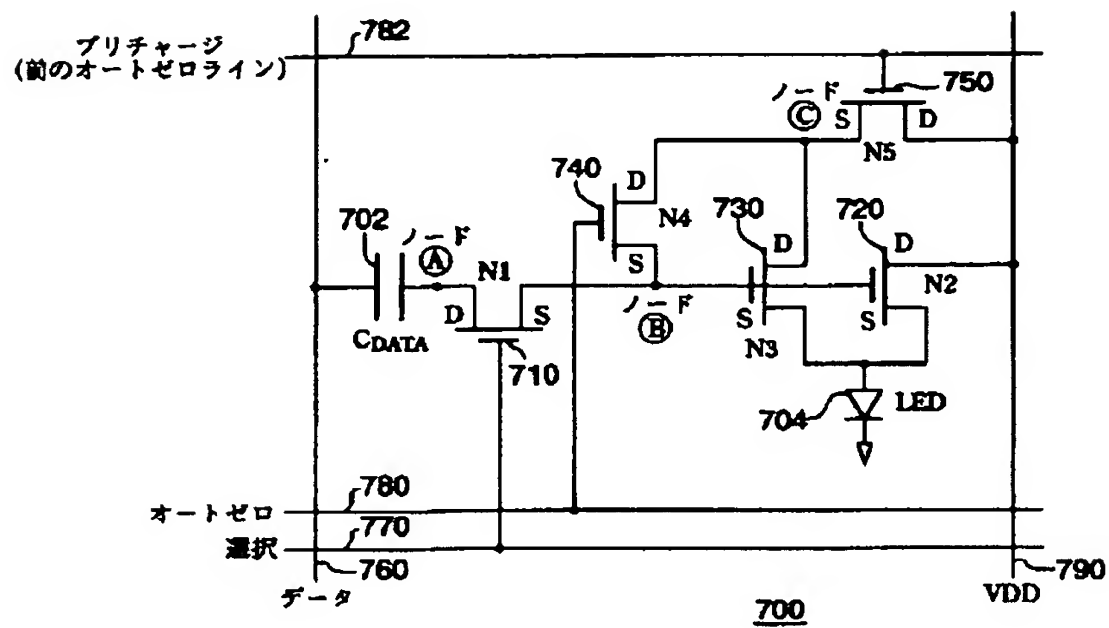 782
プリチャージ
(前のオートゼロライン)
ノード
Ⓒ
750
S
D
N5
740
D
N4
S
730
D
720
D
702
ノード
Ⓐ
N1
D
S
CDATA
710
ノード
Ⓑ
S
N3
S
N2
704
LED
オートゼロ
780
選択
770
760
データ
790
VDD
700